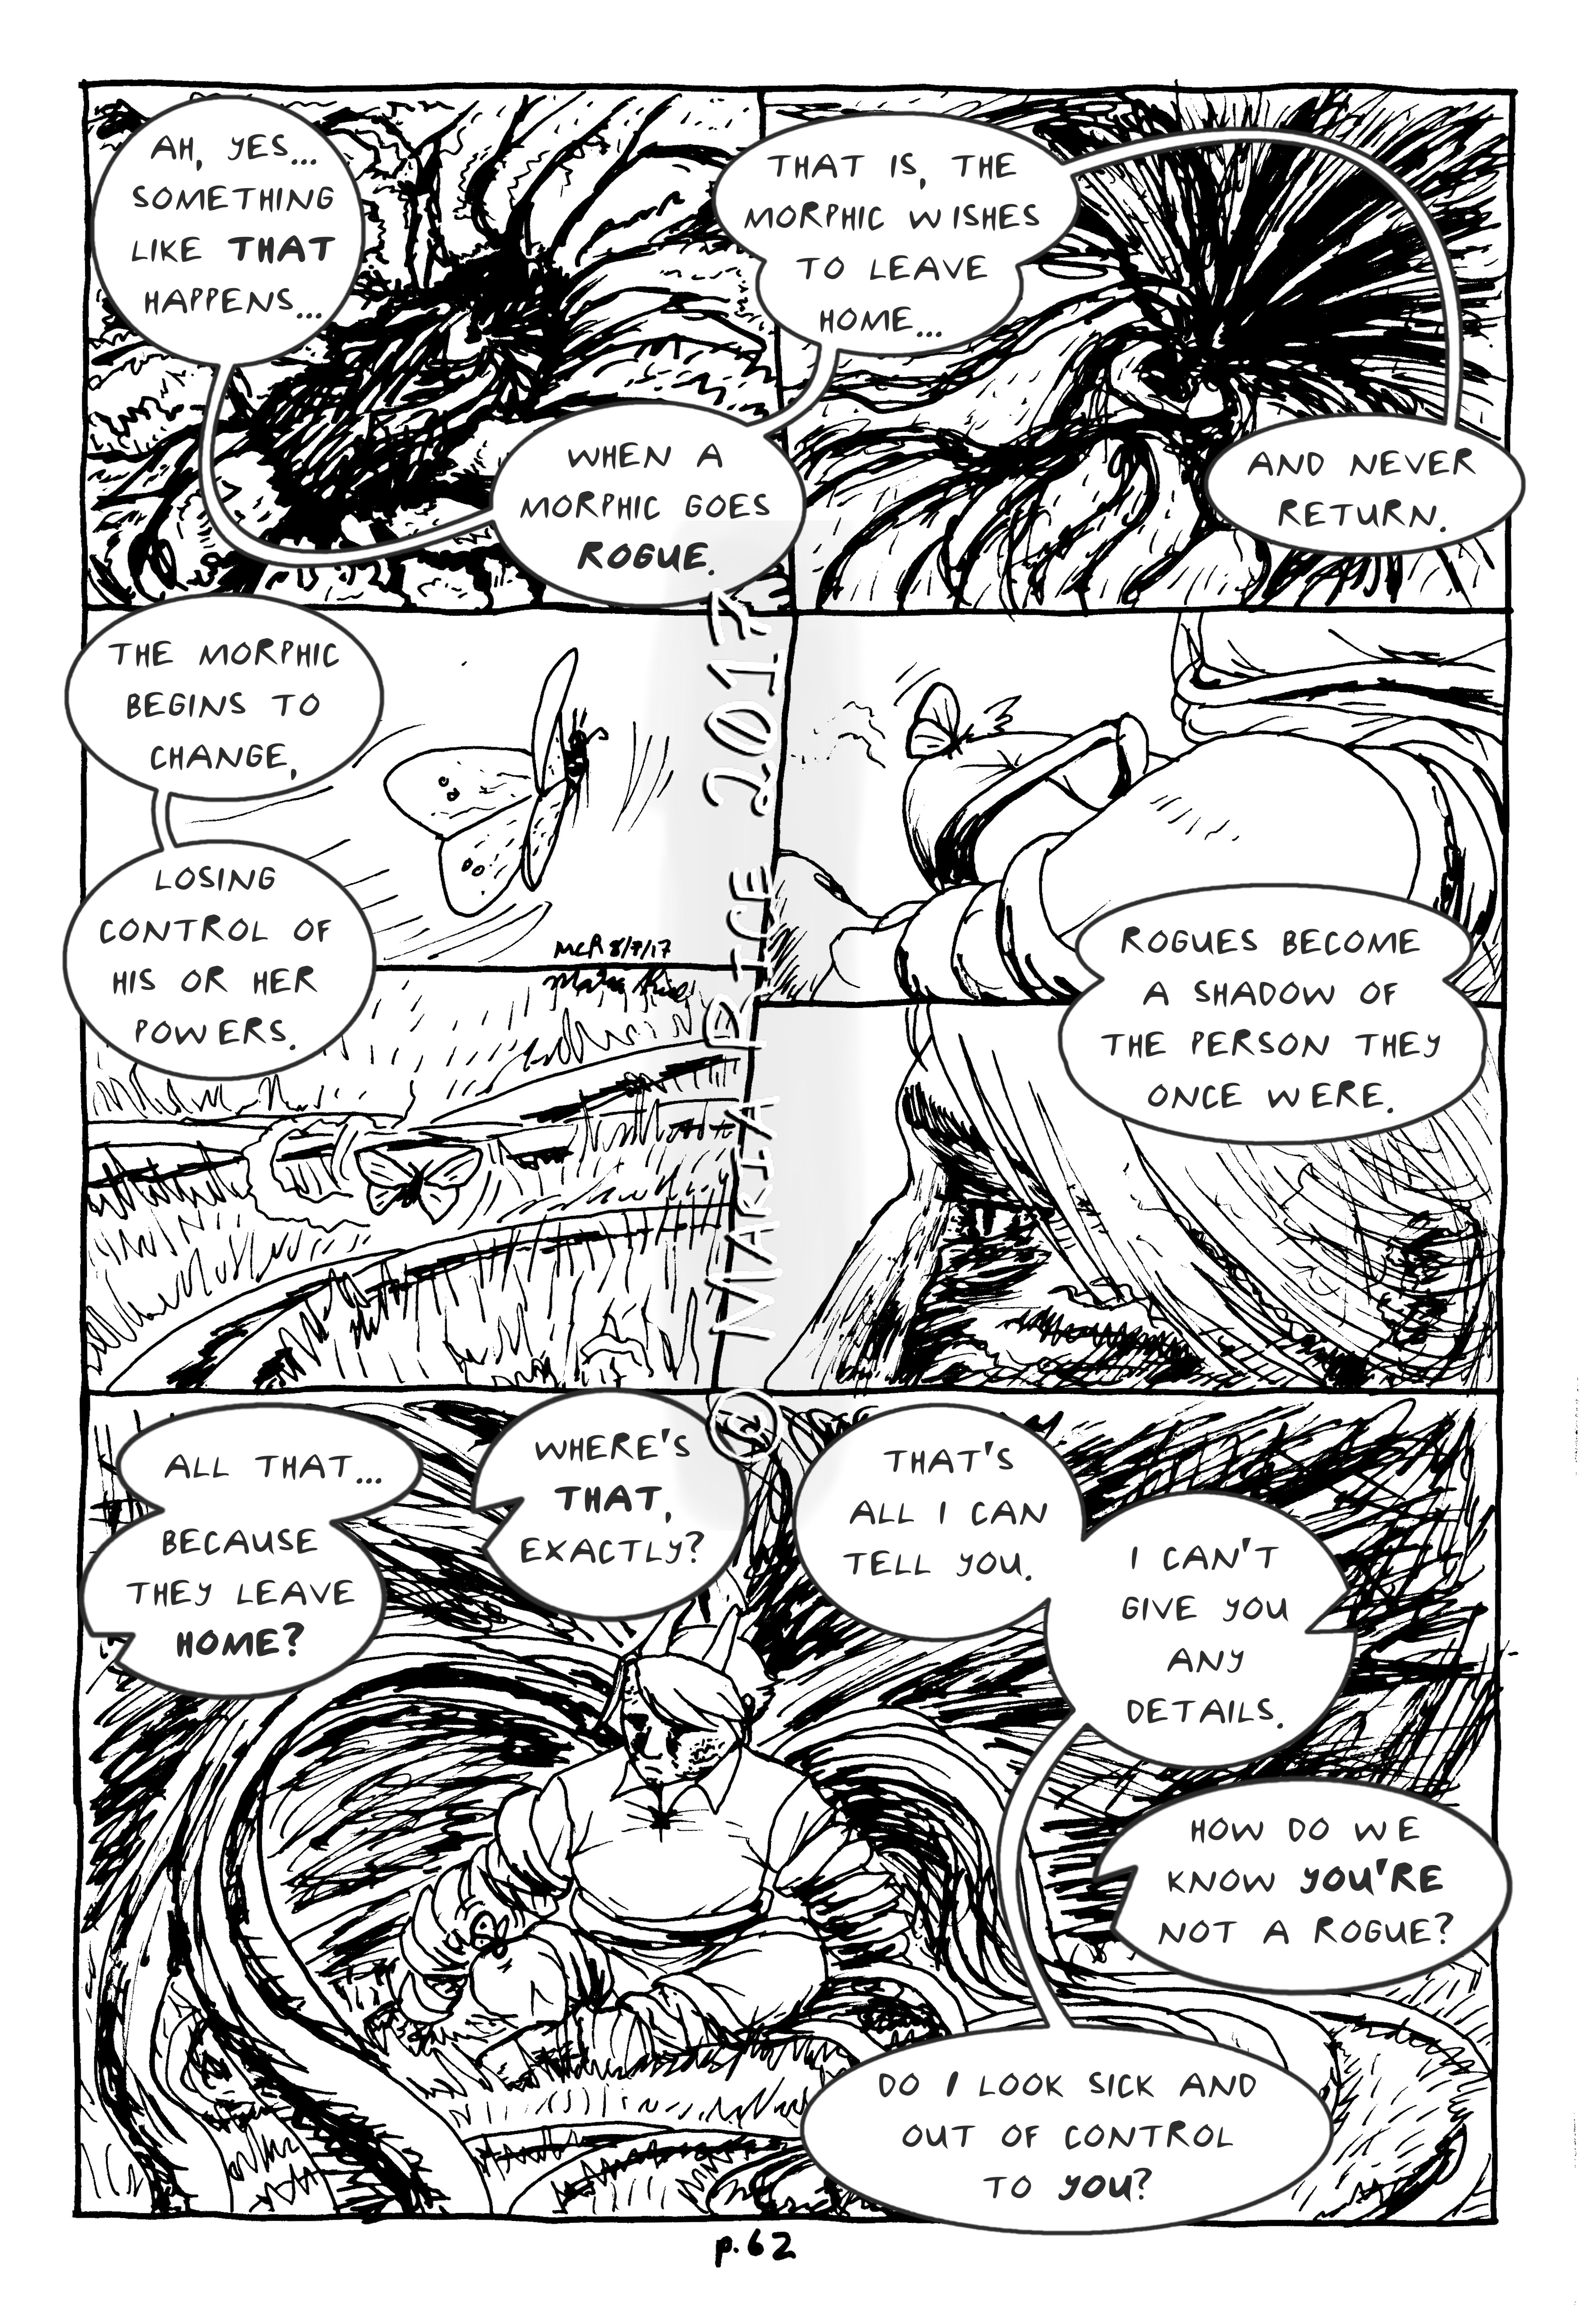 AH, YES...
SOMETHING
LIKE THAT
HAPPENS...
WHEN A
MORPHIC GOES
ROGUE.
THAT IS, THE
MORPHIC WISHES
TO LEAVE
HOME...
AND NEVER
RETURN.
THE MORPHIC
BEGINS TO
CHANGE,
LOSING
CONTROL OF
HIS OR HER
POWERS.
MCR 8/7/17
Maria Rice
© MARIA RICE 2017
ROGUES BECOME
A SHADOW OF
THE PERSON THEY
ONCE WERE.
ALL THAT...
BECAUSE
THEY LEAVE
HOME?
WHERE'S
THAT,
EXACTLY?
THAT'S
ALL I CAN
TELL YOU.
I CAN'T
GIVE YOU
ANY
DETAILS.
HOW DO WE
KNOW YOU'RE
NOT A ROGUE?
DO I LOOK SICK AND
OUT OF CONTROL
TO YOU?
p.62